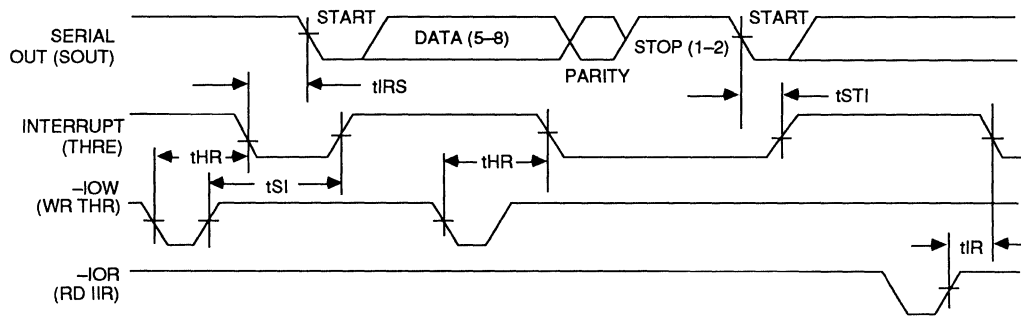 START
START
SERIAL
OUT (SOUT)
DATA (5–8)
STOP (1–2)
PARITY
tIRS
tSTI
INTERRUPT
(THRE)
tHR
tHR
tSI
–IOW
(WR THR)
tIR
–IOR
(RD IIR)